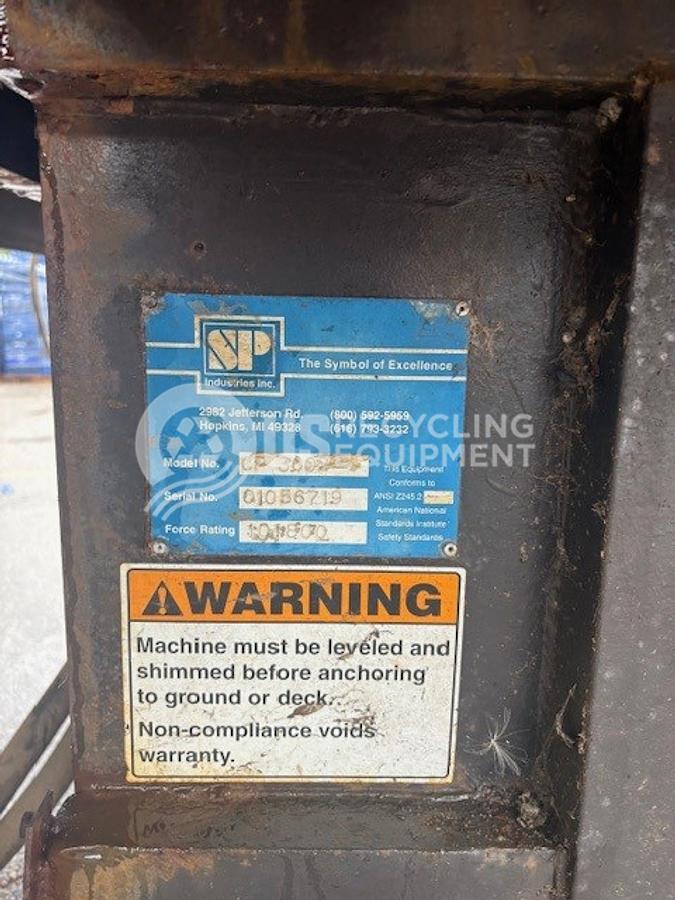 SP
Industries Inc.
The Symbol of Excellence
2982 Jefferson Rd. (800) 592-5959
Hopkins, MI 49328 (616) 793-3232
US RECYCLING
EQUIPMENT
Model No.
This Equipment
Conforms to
Serial No. 010B6719
ANSI Z245.2
American National
Force Rating 101800
Standards Institute
Safety Standards
WARNING
Machine must be leveled and
shimmed before anchoring
to ground or deck.
Non-compliance voids
warranty.